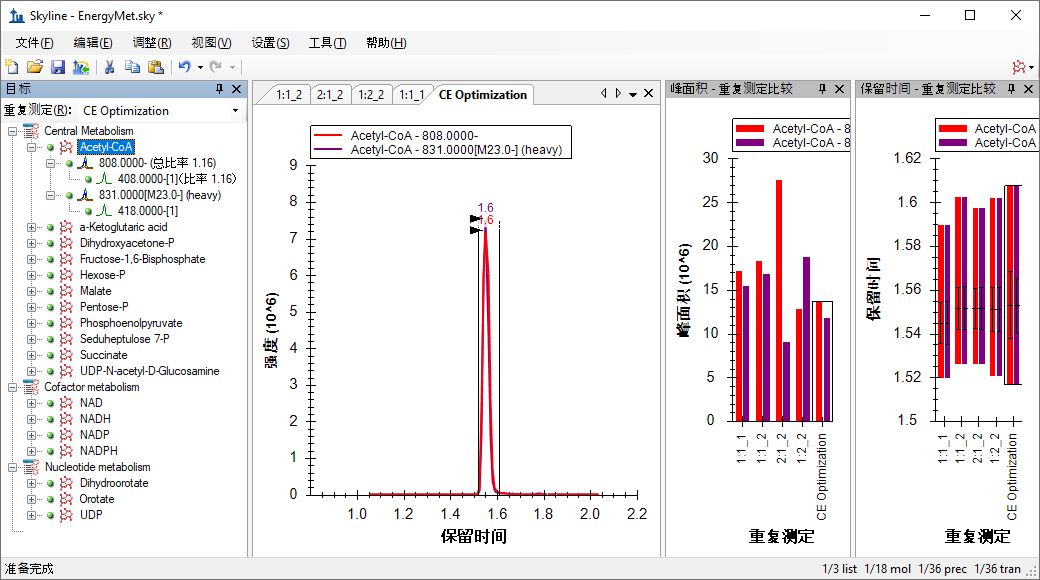 Skyline - EnergyMet.sky *
文件(F) 编辑(E) 调整(R) 视图(V) 设置(S) 工具(T) 帮助(H)
目标
重复测定(R): CE Optimization
Central Metabolism
Acetyl-CoA
808.0000- (总比率 1.16)
408.0000-[1](比率 1.16)
831.0000[M23.0-] (heavy)
418.0000-[1]
a-Ketoglutaric acid
Dihydroxyacetone-P
Fructose-1,6-Bisphosphate
Hexose-P
Malate
Pentose-P
Phosphoenolpyruvate
Seduheptulose 7-P
Succinate
UDP-N-acetyl-D-Glucosamine
Cofactor metabolism
NAD
NADH
NADP
NADPH
Nucleotide metabolism
Dihydroorotate
Orotate
UDP
1:1_2 2:1_2 1:2_2 1:1_1 CE Optimization
Acetyl-CoA - 808.0000-
Acetyl-CoA - 831.0000[M23.0-] (heavy)
强度 (10^6)
9
8
7
6
5
4
3
2
1
0
1.6
1.6
1.0 1.2 1.4 1.6 1.8 2.0 2.2
保留时间
峰面积 - 重复测定比较
Acetyl-CoA - 8
Acetyl-CoA - 8
峰面积 (10^6)
30
25
20
15
10
5
0
1:1_1 1:1_2 2:1_2 1:2_2 CE Optimization
重复测定
保留时间 - 重复测定比较
Acetyl-CoA
Acetyl-CoA
保留时间
1.62
1.6
1.58
1.56
1.54
1.52
1.5
1:1_1 1:1_2 2:1_2 1:2_2 CE Optimization
重复测定
准备完成 1/3 list 1/18 mol 1/36 prec 1/36 tran